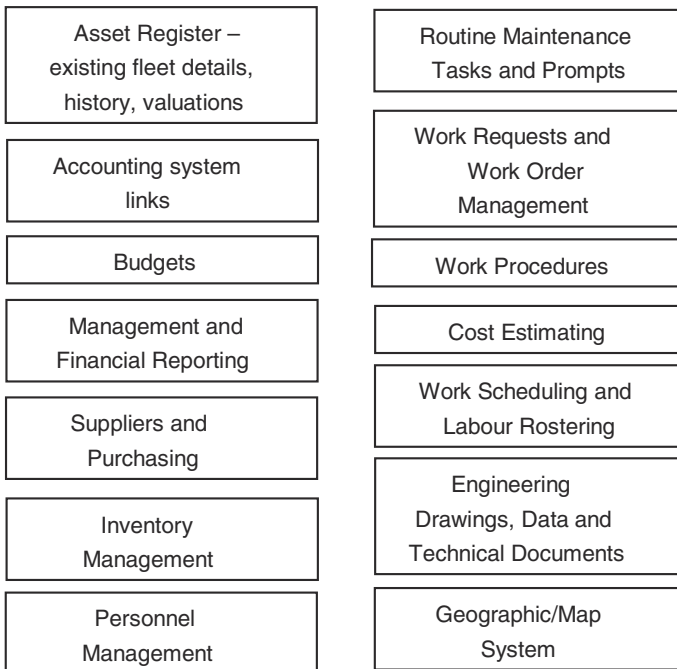 Asset Register –
existing fleet details,
history, valuations
Accounting system
links
Budgets
Management and
Financial Reporting
Suppliers and
Purchasing
Inventory
Management
Personnel
Management
Routine Maintenance
Tasks and Prompts
Work Requests and
Work Order
Management
Work Procedures
Cost Estimating
Work Scheduling and
Labour Rostering
Engineering
Drawings, Data and
Technical Documents
Geographic/Map
System